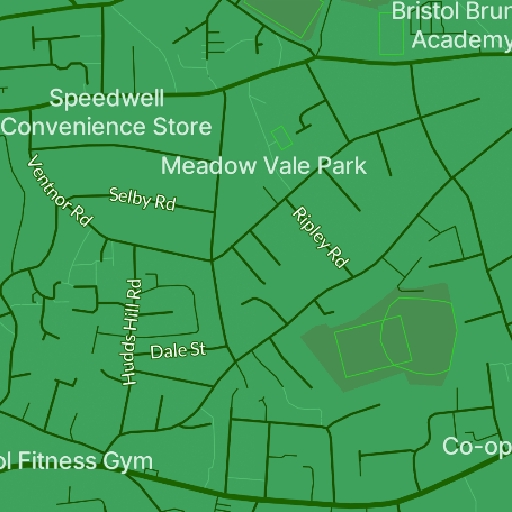 Bristol Brun
Academy
Speedwell
Convenience Store
Meadow Vale Park
Ventnor Rd
Selby Rd
Ripley Rd
Hudds Hill Rd
Dale St
Co-op
ol Fitness Gym